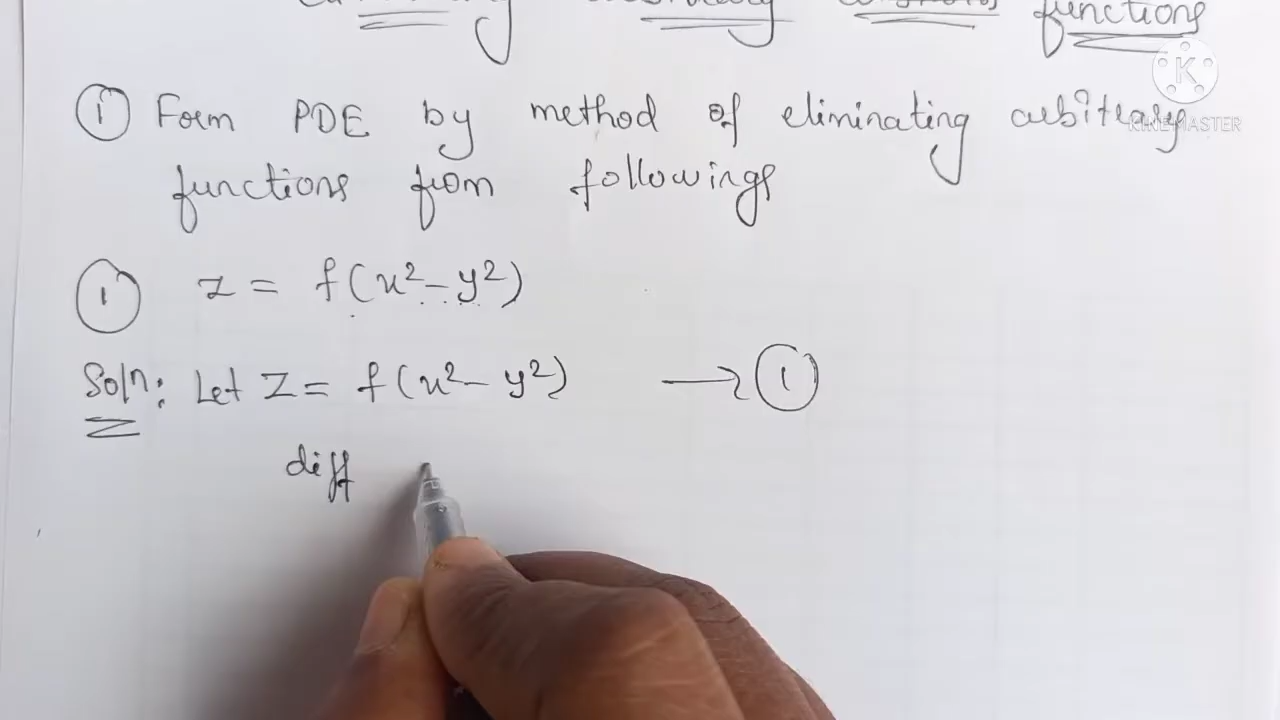 functions
K
KINEMASTER
① Form PDE by method of eliminating arbitrary
functions from followings
① z = f(x²-y²)
Soln: Let Z = f(x²- y²) → ①
diff